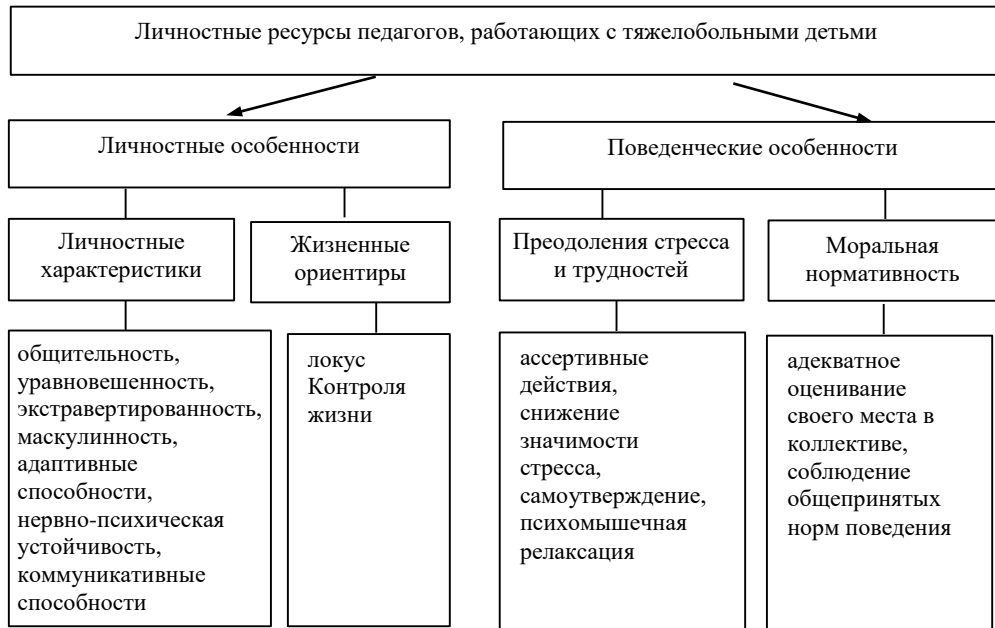 Личностные ресурсы педагогов, работающих с тяжелобольными детьми
Личностные особенности
Поведенческие особенности
Личностные
характеристики
Жизненные
ориентиры
Преодоления стресса
и трудностей
Моральная
нормативность
общительность,
уравновешенность,
экстравертированность,
маскулинность,
адаптивные
способности,
нервно-психическая
устойчивость,
коммуникативные
способности
локус
Контроля
жизни
ассертивные
действия,
снижение
значимости
стресса,
самоутверждение,
психомышечная
релаксация
адекватное
оценивание
своего места в
коллективе,
соблюдение
общепринятых
норм поведения